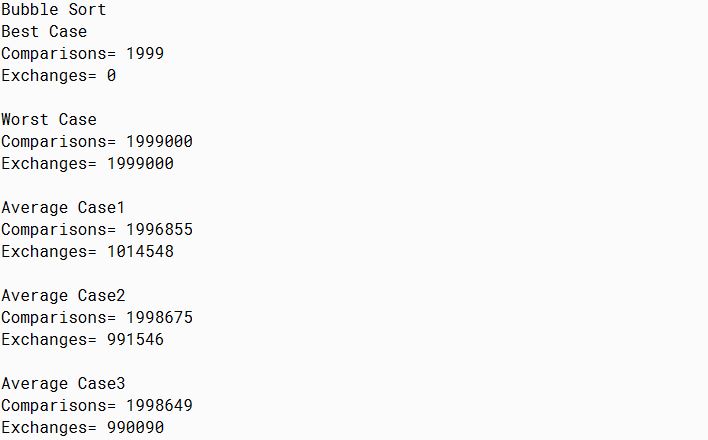 Bubble Sort
Best Case
Comparisons= 1999
Exchanges= 0
Worst Case
Comparisons= 1999000
Exchanges= 1999000
Average Case1
Comparisons= 1996855
Exchanges= 1014548
Average Case2
Comparisons= 1998675
Exchanges= 991546
Average Case3
Comparisons= 1998649
Exchanges= 990090